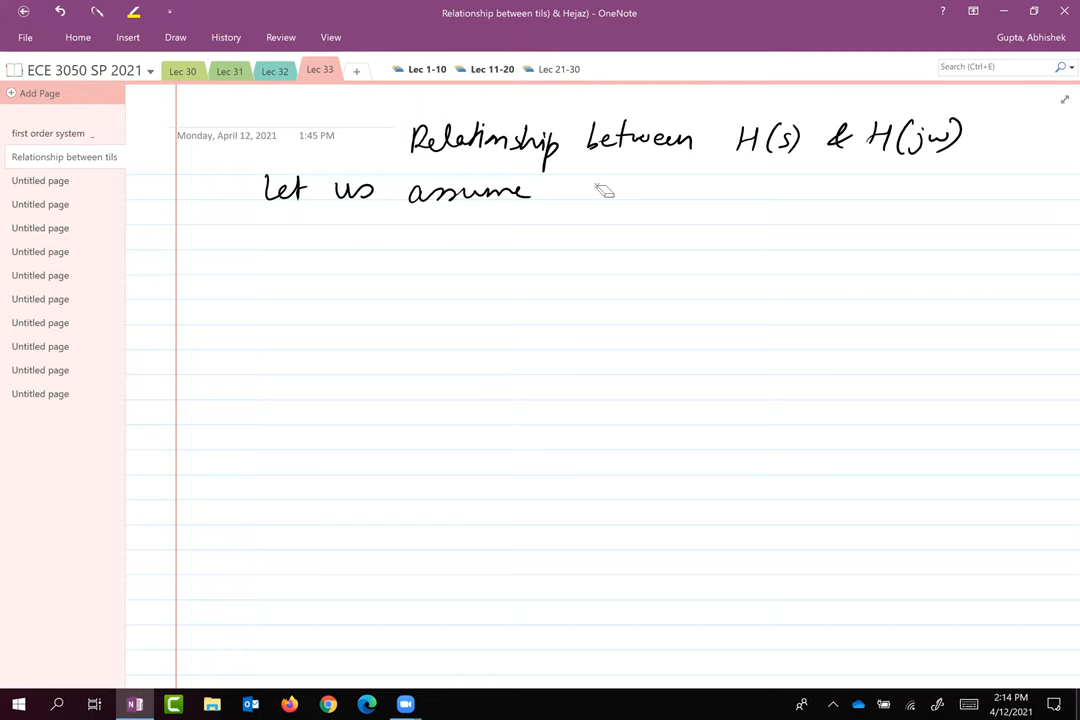 Relationship between tils) & Hejaz) - OneNote
File Home Insert Draw History Review View
Gupta, Abhishek
ECE 3050 SP 2021
Lec 30 Lec 31 Lec 32 Lec 33
Lec 1-10 Lec 11-20 Lec 21-30
Search (Ctrl+E)
Add Page
first order system _
Relationship between tils
Untitled page
Untitled page
Untitled page
Untitled page
Untitled page
Untitled page
Untitled page
Untitled page
Untitled page
Untitled page
Monday, April 12, 2021 1:45 PM
Relationship between H(s) & H(jw)
Let us assume
2:14 PM
4/12/2021